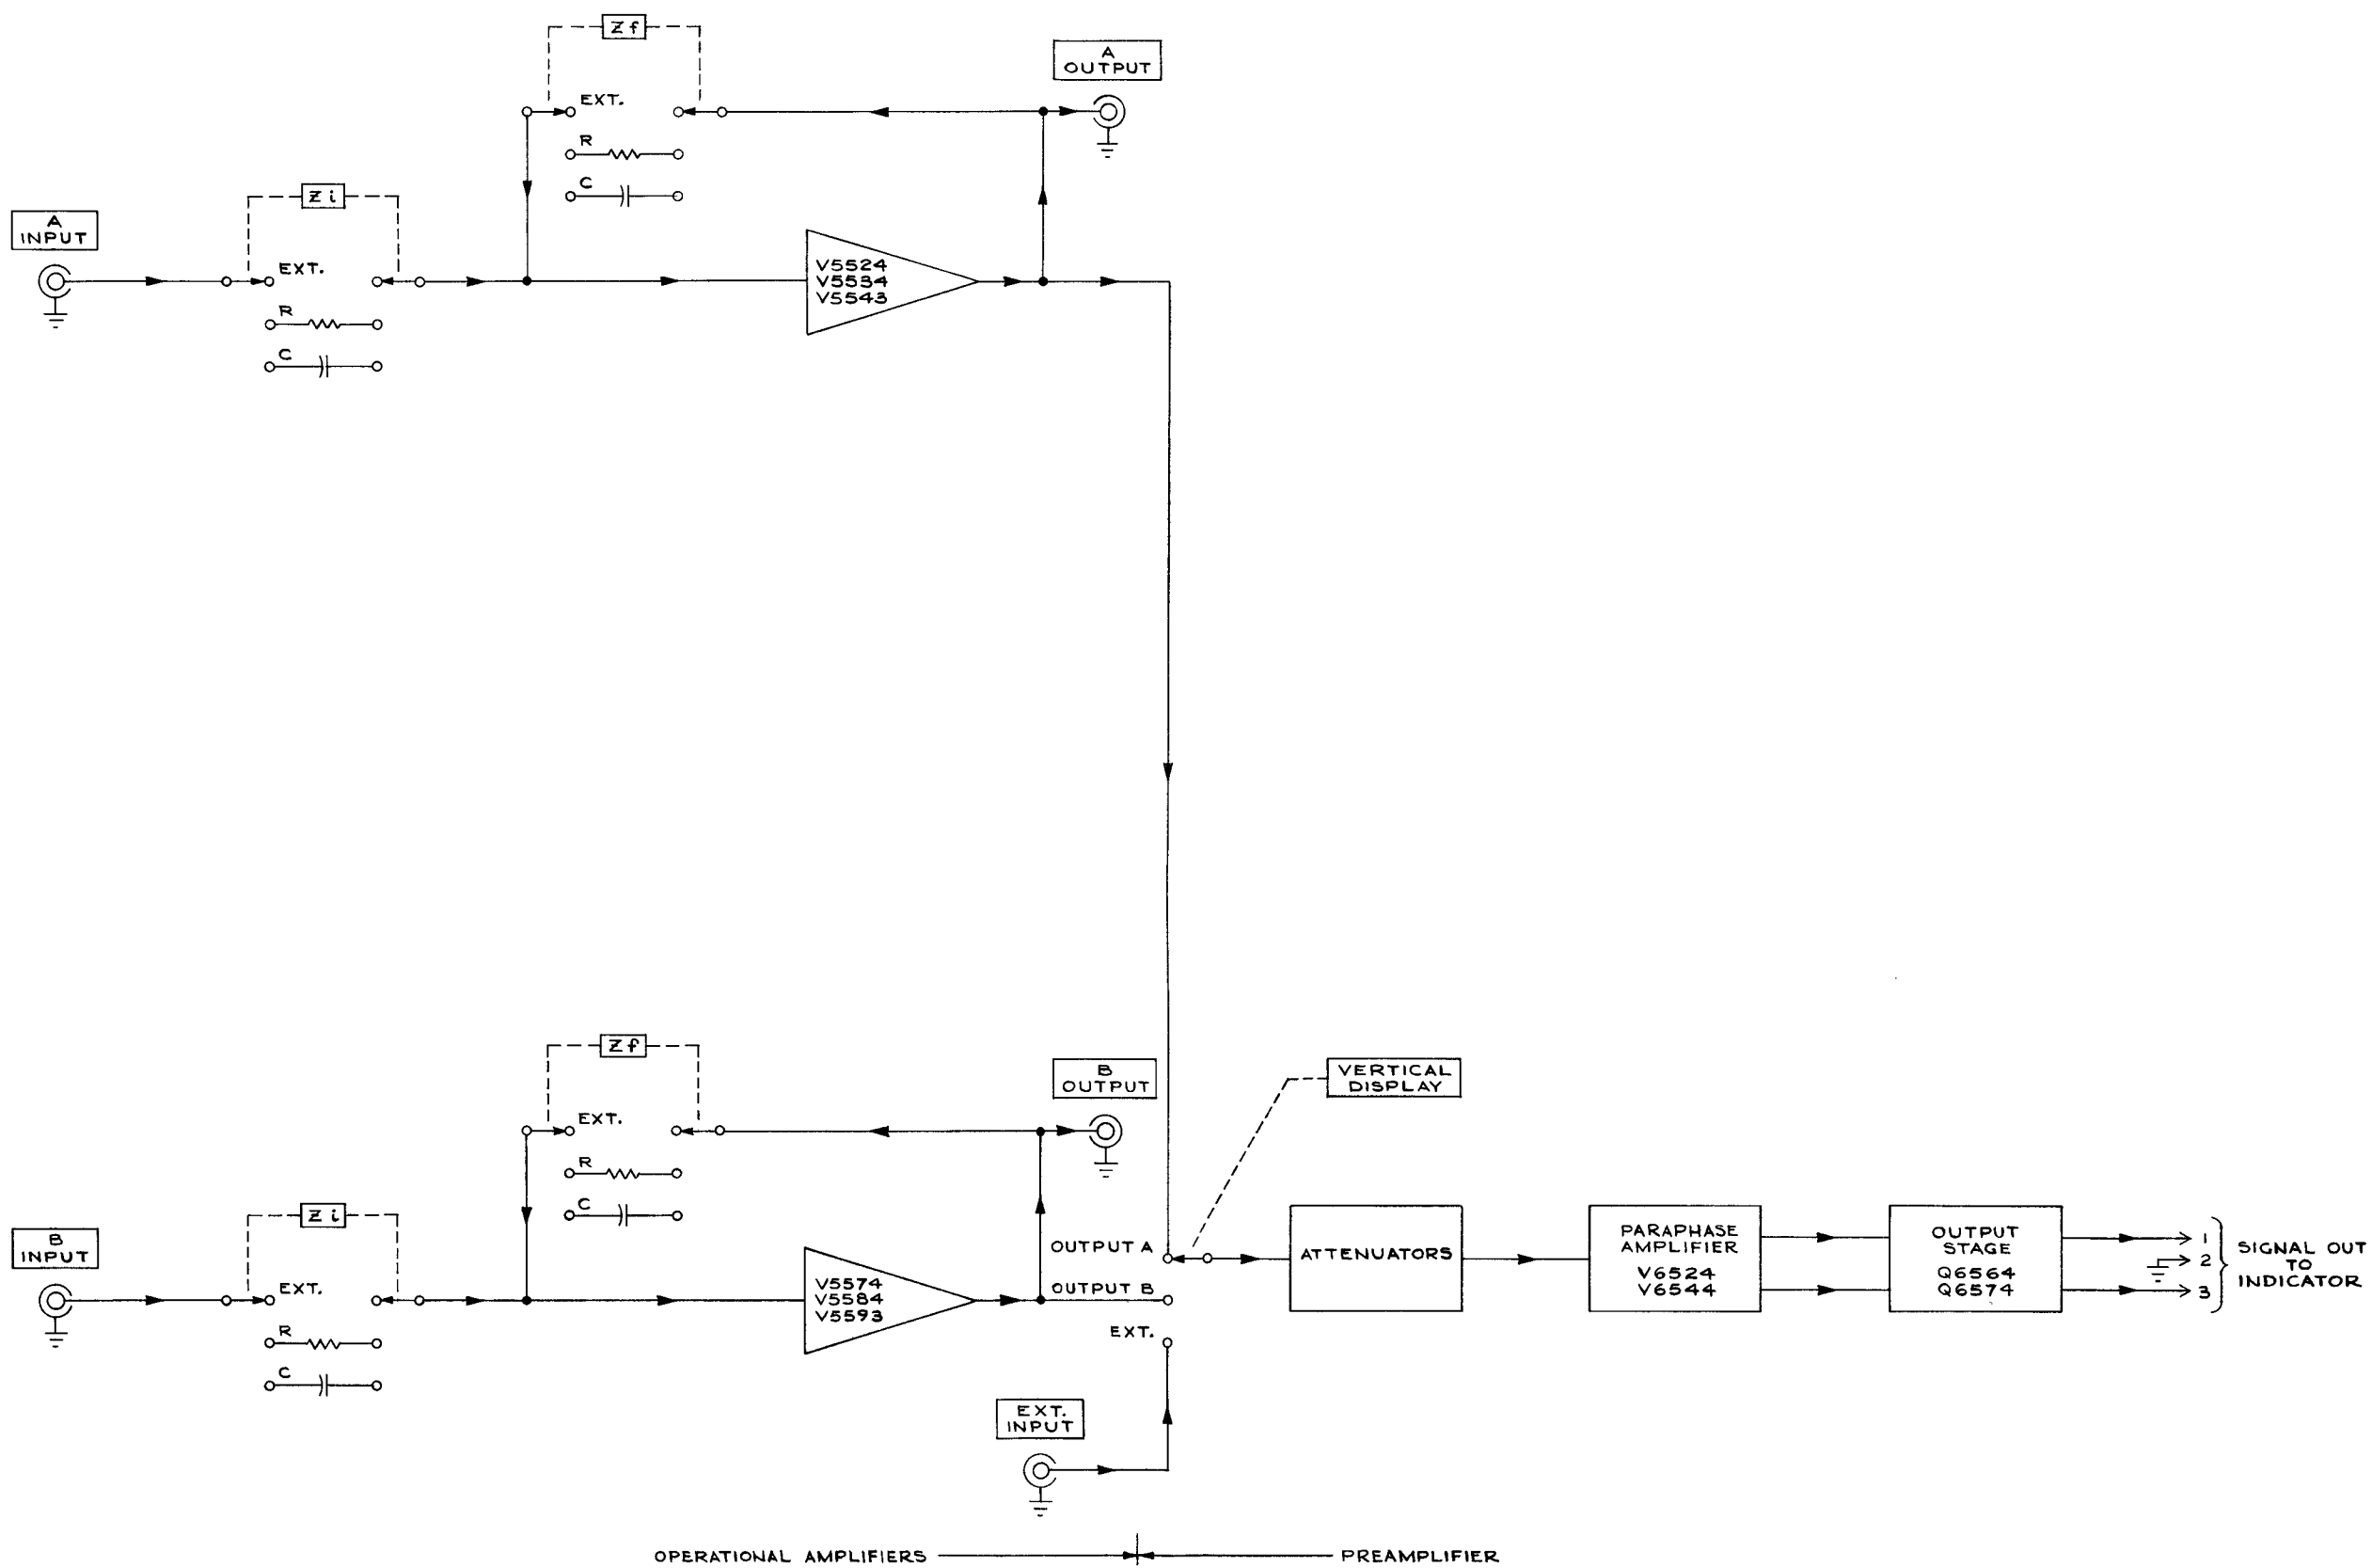 Zf
A
OUTPUT
EXT.
R
C
Zi
A
INPUT
EXT.
R
C
V5524
V5534
V5543
Zf
B
OUTPUT
VERTICAL
DISPLAY
EXT.
R
C
Zi
B
INPUT
EXT.
R
C
V5574
V5584
V5593
OUTPUT A
OUTPUT B
EXT.
EXT.
INPUT
ATTENUATORS
PARAPHASE
AMPLIFIER
V6524
V6544
OUTPUT
STAGE
Q6564
Q6574
1
2
3
SIGNAL OUT
TO
INDICATOR
OPERATIONAL AMPLIFIERS
PREAMPLIFIER